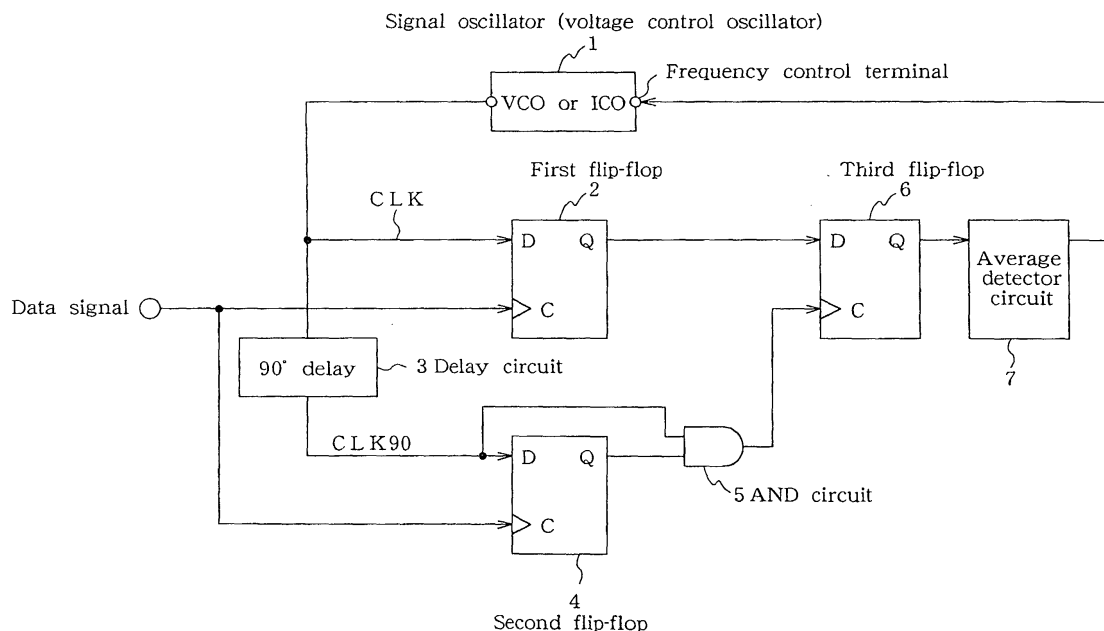 Signal oscillator (voltage control oscillator)
1
VCO or ICO
Frequency control terminal
First flip-flop
2
Third flip-flop
6
CLK
D Q
D Q
Average
detector
circuit
Data signal
C
C
90° delay
3 Delay circuit
7
CLK90
D Q
5 AND circuit
C
4
Second flip-flop